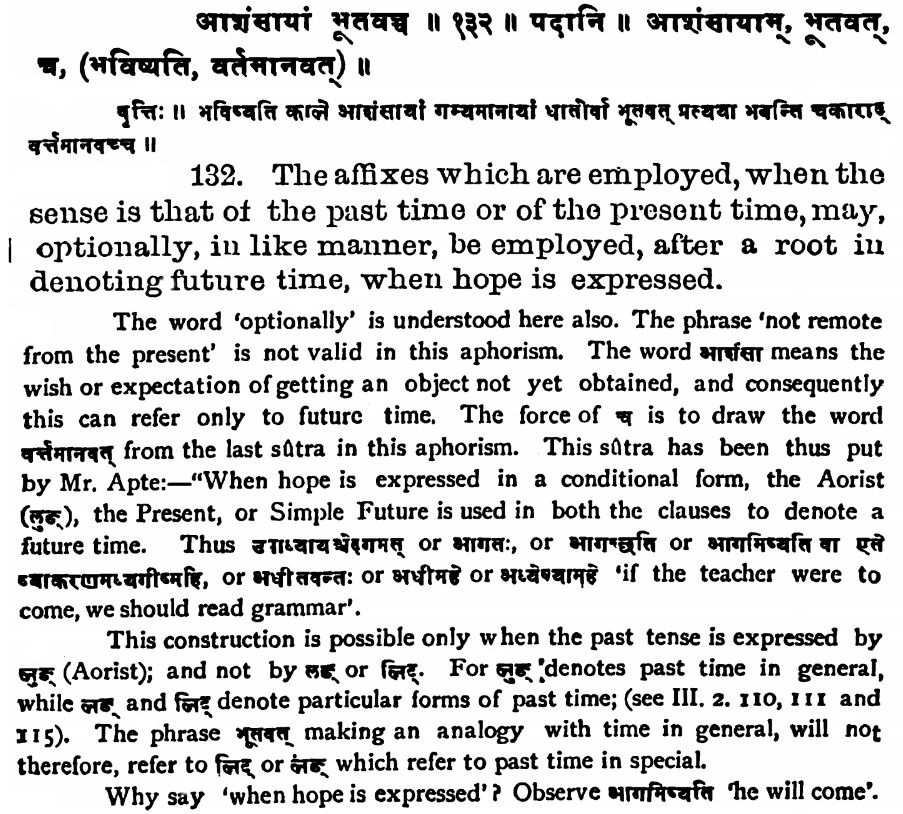 आशंसायां भूतवच्च ॥ १३२ ॥ पदानि ॥ आशंसायाम्, भूतवत्,
च, (भविष्यति, वर्तमानवत्) ॥
वृत्तिः ॥ भविष्यति काले आशंसायां गम्यमानायां धातोर्वा भूतवत् प्रत्यया भवन्ति चकाराद्
वर्त्तमानवच्च ॥
132. The affixes which are employed, when the
sense is that of the past time or of the present time, may,
optionally, in like manner, be employed, after a root in
denoting future time, when hope is expressed.
The word 'optionally' is understood here also. The phrase 'not remote
from the present' is not valid in this aphorism. The word आशंसा means the
wish or expectation of getting an object not yet obtained, and consequently
this can refer only to future time. The force of च is to draw the word
वर्त्तमानवत् from the last sûtra in this aphorism. This sûtra has been thus put
by Mr. Apte:—"When hope is expressed in a conditional form, the Aorist
(लुङ्), the Present, or Simple Future is used in both the clauses to denote a
future time. Thus उपाध्यायश्चेदगमत् or आगतः, or आगच्छति or आगमिष्यति वा एते
व्याकरणमध्यगीष्महि, or अधीतवन्तः or अधीमहे or अध्येष्यामहे 'if the teacher were to
come, we should read grammar'.
This construction is possible only when the past tense is expressed by
लुङ् (Aorist); and not by लङ् or लिट्. For लुङ् denotes past time in general,
while लङ् and लिट् denote particular forms of past time; (see III. 2. 110, 111 and
115). The phrase भूतवत् making an analogy with time in general, will not
therefore, refer to लिट् or लङ् which refer to past time in special.
Why say 'when hope is expressed'? Observe आगमिष्यति 'he will come'.